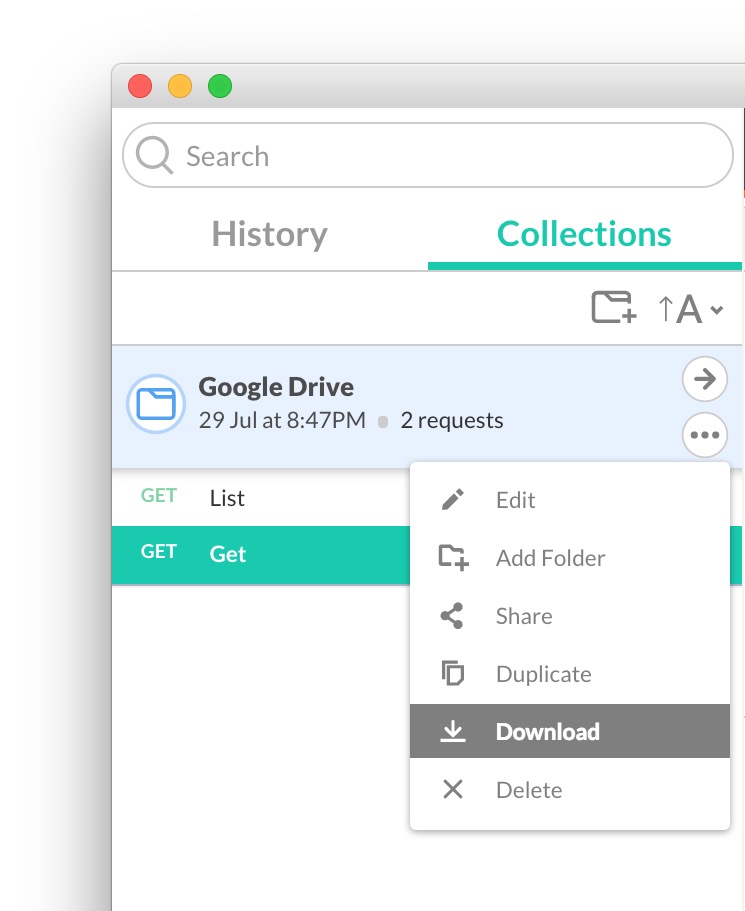 Search
History Collections
↑A
Google Drive
29 Jul at 8:47PM 2 requests
GET List
GET Get
Edit
Add Folder
Share
Duplicate
Download
Delete